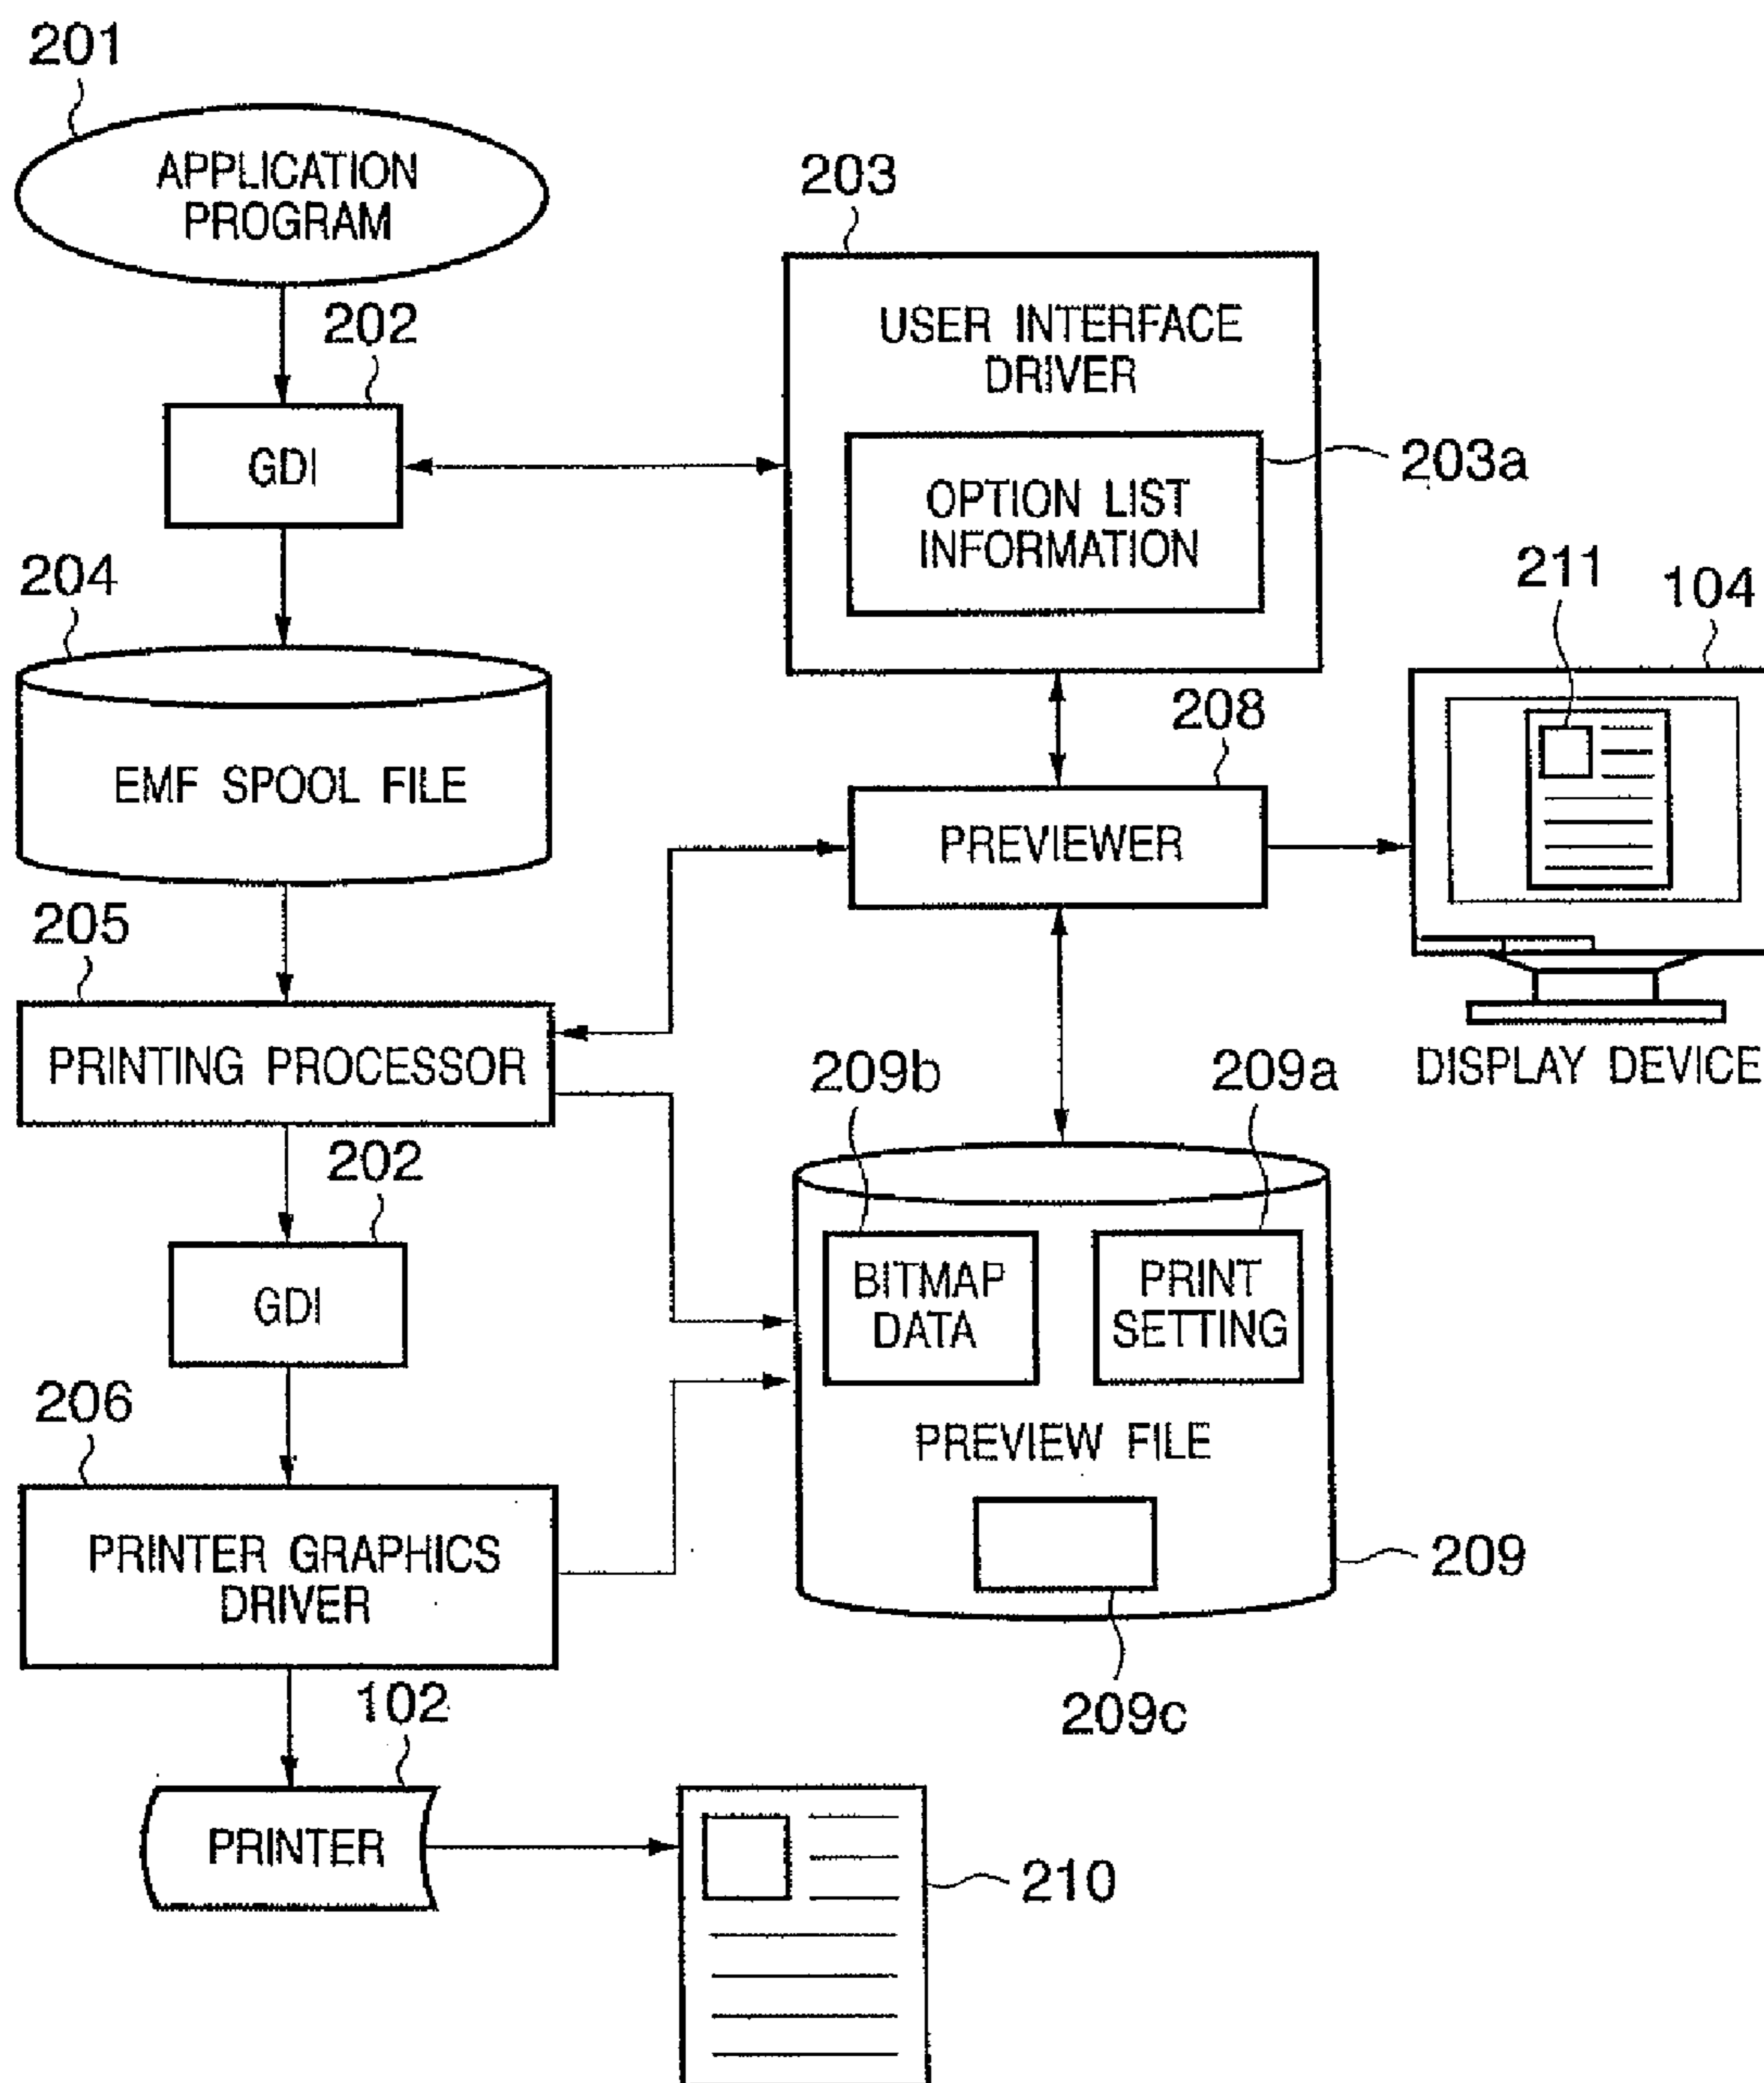 201
APPLICATION
PROGRAM
202
GDI
203
USER INTERFACE
DRIVER
203a
OPTION LIST
INFORMATION
204
EMF SPOOL FILE
211
104
208
PREVIEWER
DISPLAY DEVICE
205
PRINTING PROCESSOR
209b
209a
BITMAP
DATA
PRINT
SETTING
PREVIEW FILE
209
209c
202
GDI
206
PRINTER GRAPHICS
DRIVER
102
PRINTER
210